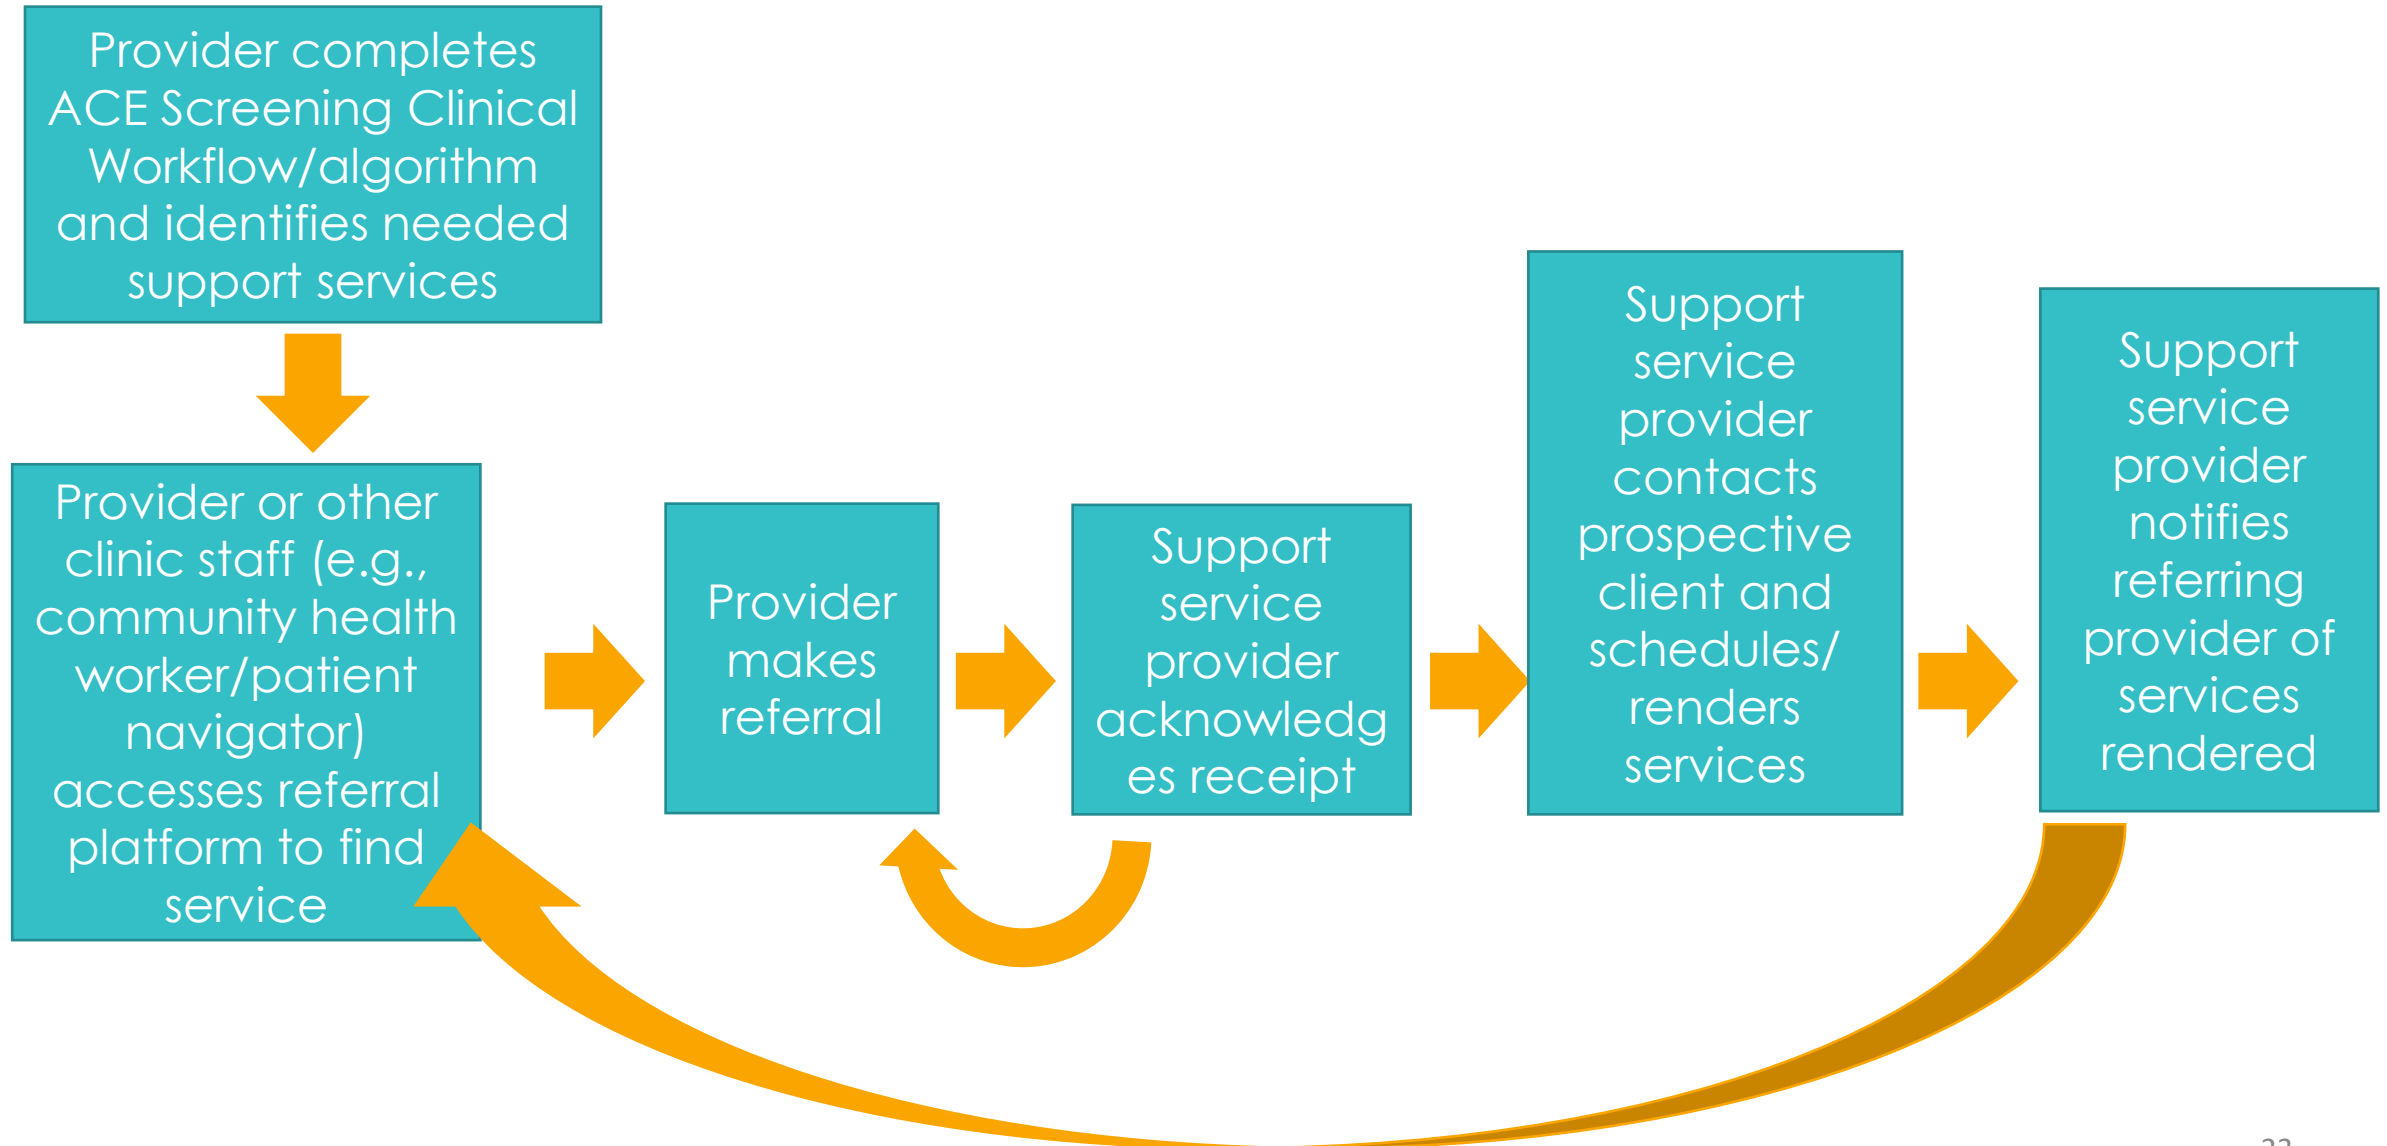 Provider completes
ACE Screening Clinical
Workflow/algorithm
and identifies needed
support services
Provider or other
clinic staff (e.g.,
community health
worker/patient
navigator)
accesses referral
platform to find
service
Provider
makes
referral
Support
service
provider
acknowledg
es receipt
Support
service
provider
contacts
prospective
client and
schedules/
renders
services
Support
service
provider
notifies
referring
provider of
services
rendered